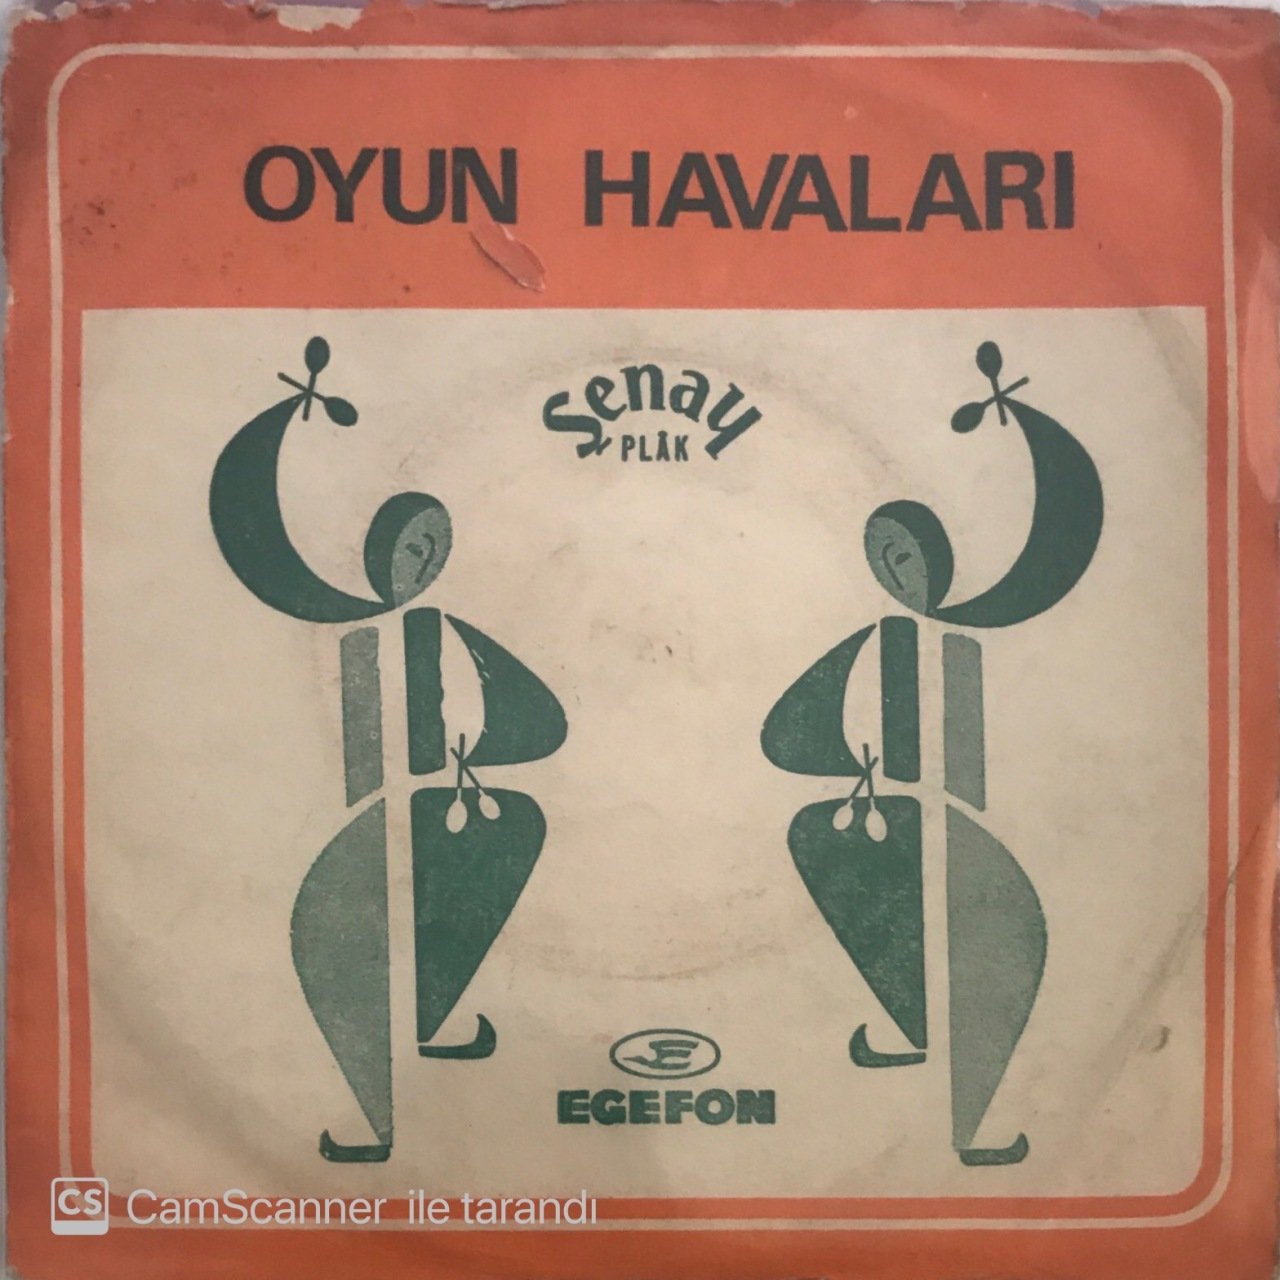 OYUN HAVALARI
Şenay
PLÂK
E
EGEFON
CS CamScanner ile tarandı